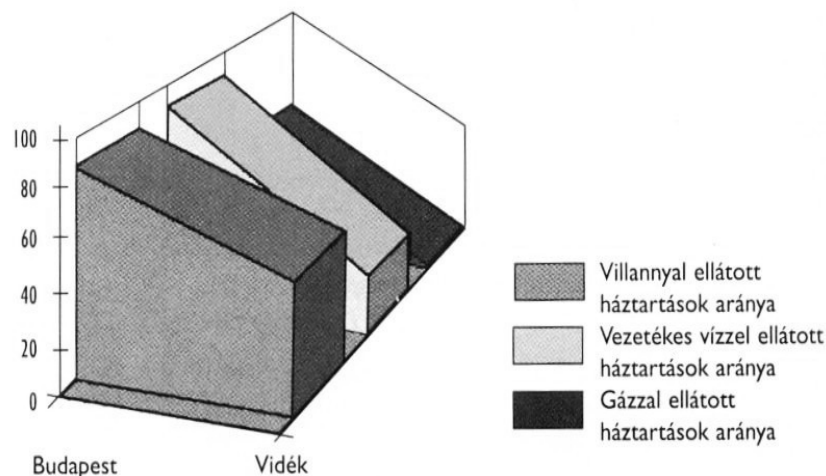 100
80
60
40
20
0
Budapest
Vidék
Villannyal ellátott
háztartások aránya
Vezetékes vízzel ellátott
háztartások aránya
Gázzal ellátott
háztartások aránya